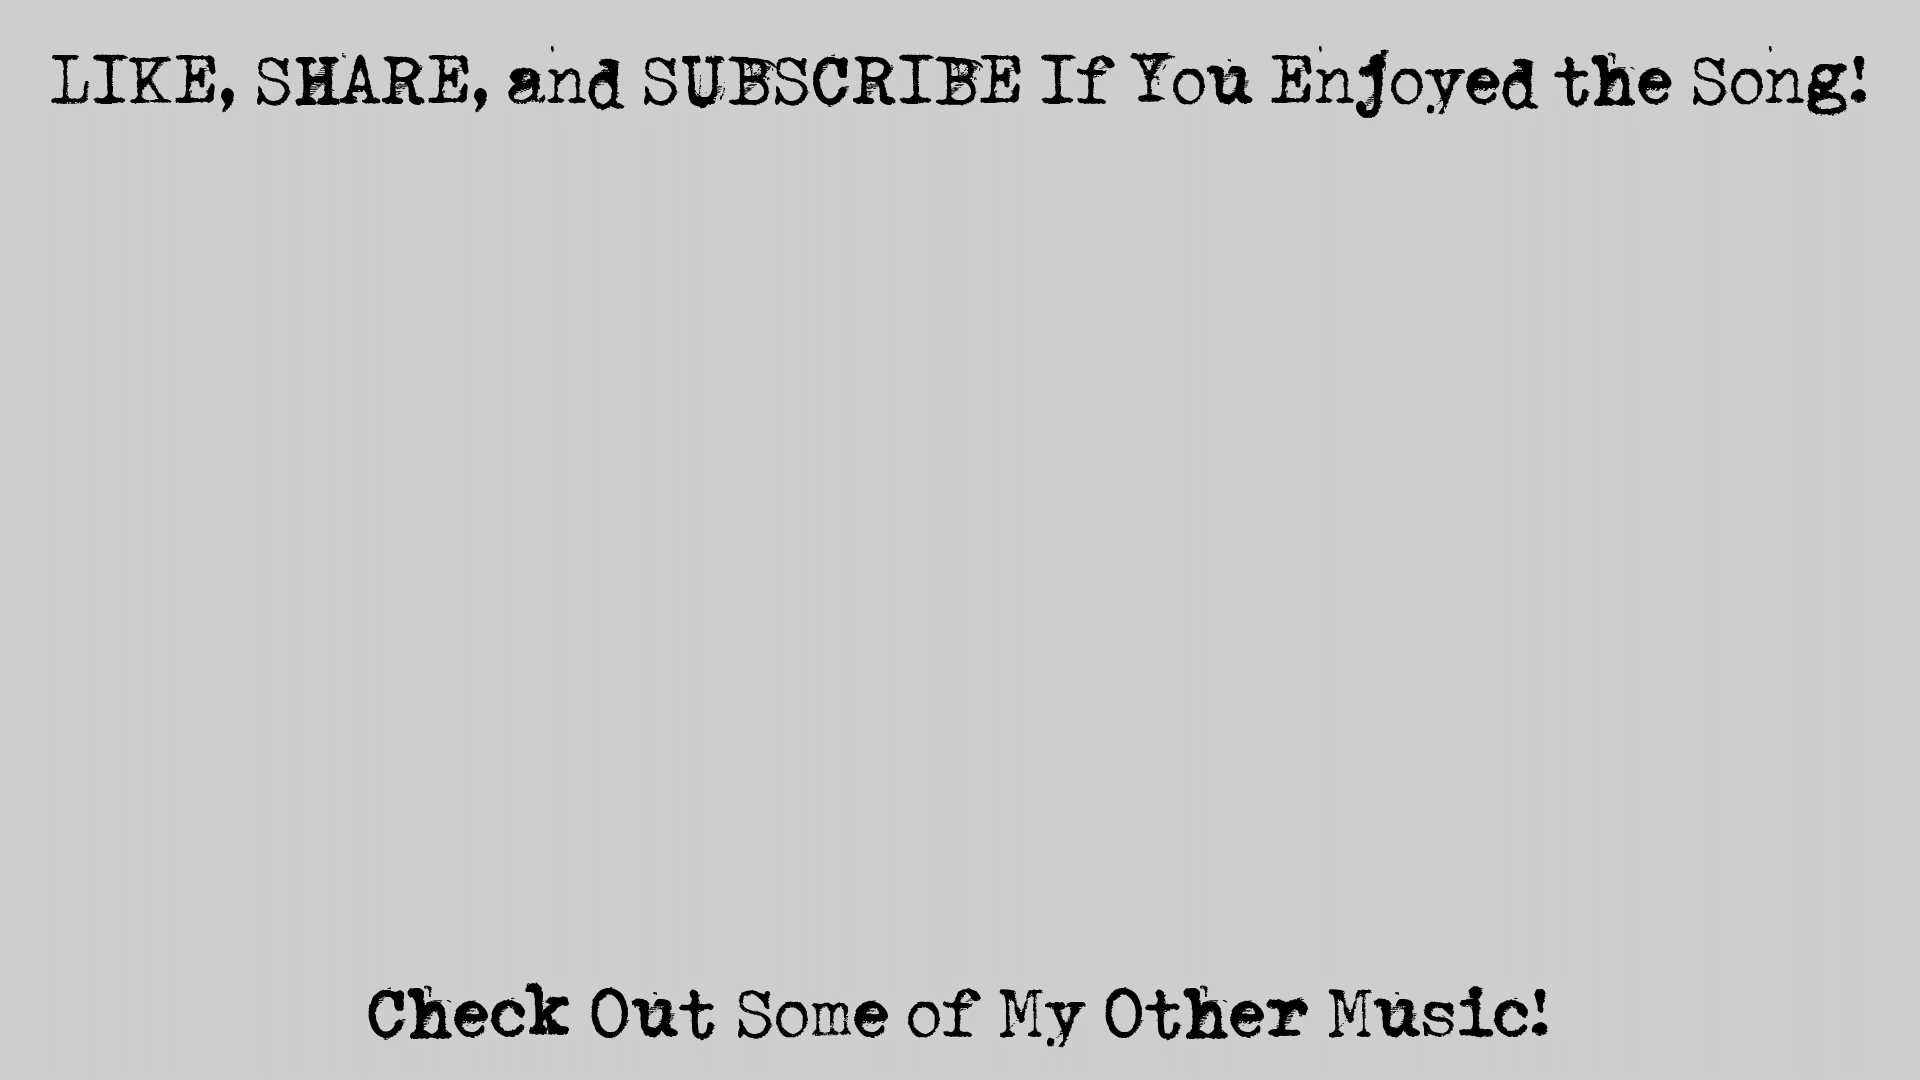 LIKE, SHARE, and SUBSCRIBE If You Enjoyed the Song!
Check Out Some of My Other Music!